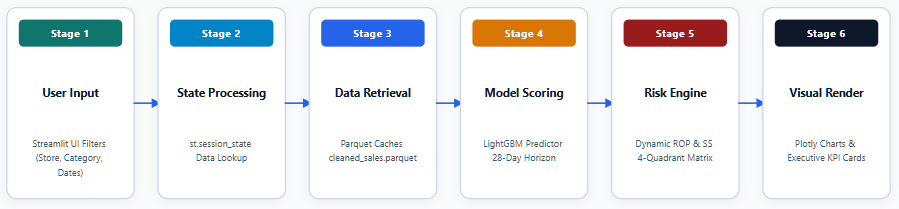 Stage 1
User Input
Streamlit UI Filters
(Store, Category,
Dates)
Stage 2
State Processing
st.session_state
Data Lookup
Stage 3
Data Retrieval
Parquet Caches
cleaned_sales.parquet
Stage 4
Model Scoring
LightGBM Predictor
28-Day Horizon
Stage 5
Risk Engine
Dynamic ROP & SS
4-Quadrant Matrix
Stage 6
Visual Render
Plotly Charts &
Executive KPI Cards